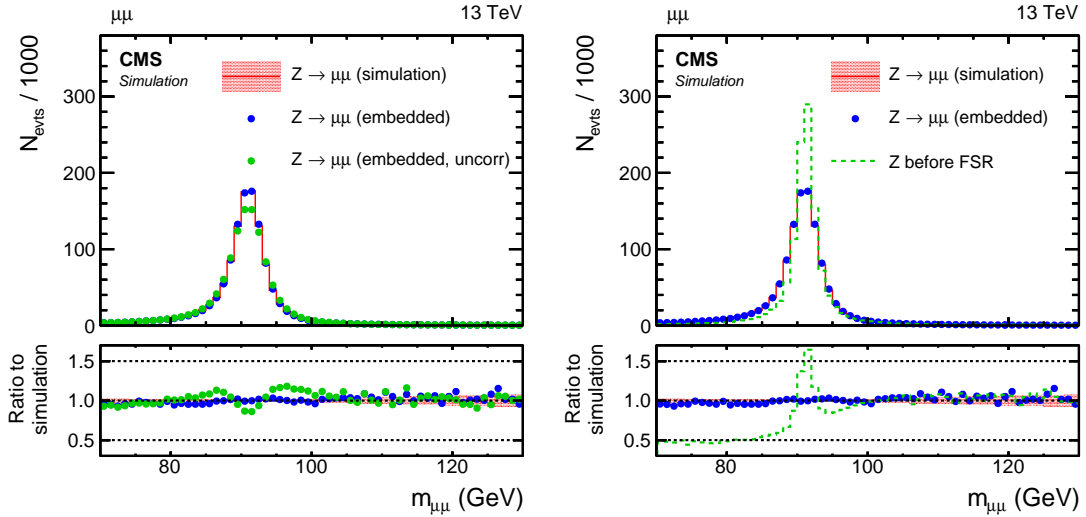 μμ 13 TeV
CMS
Simulation
Z → μμ (simulation)
Z → μμ (embedded)
Z → μμ (embedded, uncorr)
N_evts / 1000
300
200
100
0
Ratio to
simulation
1.5
1.0
0.5
80 100 120
m_μμ (GeV)
μμ 13 TeV
CMS
Simulation
Z → μμ (simulation)
Z → μμ (embedded)
Z before FSR
N_evts / 1000
300
200
100
0
Ratio to
simulation
1.5
1.0
0.5
80 100 120
m_μμ (GeV)